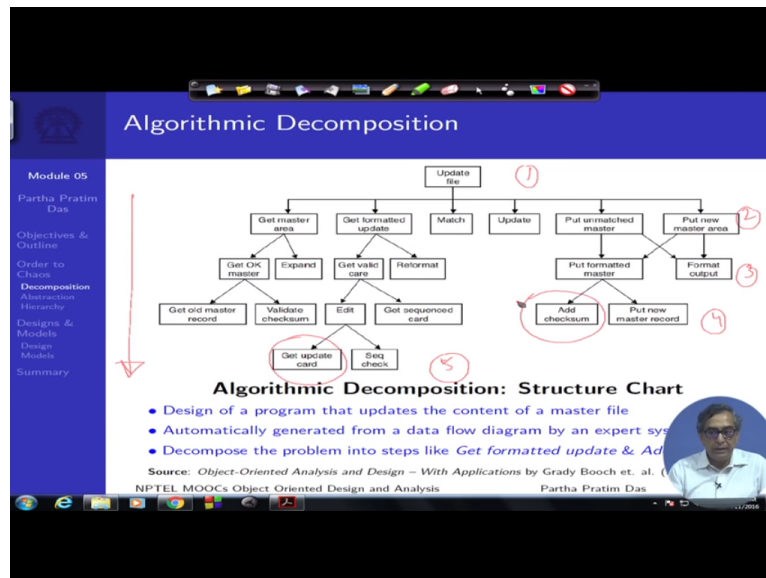 Algorithmic Decomposition
Module 05
Partha Pratim
Das
Objectives &
Outline
Order to
Chaos
Decomposition
Abstraction
Hierarchy
Designs &
Models
Design
Models
Summary
Update
file
1
Get master
area
Get formatted
update
Match
Update
Put unmatched
master
Put new
master area
2
Get OK
master
Expand
Get valid
care
Reformat
Put formatted
master
Format
output
3
Get old master
record
Validate
checksum
Edit
Get sequenced
card
Add
checksum
Put new
master record
4
Get update
card
Seq
check
5
Algorithmic Decomposition: Structure Chart
• Design of a program that updates the content of a master file
• Automatically generated from a data flow diagram by an expert sys
• Decompose the problem into steps like Get formatted update & Ad
Source: Object-Oriented Analysis and Design – With Applications by Grady Booch et. al. (
NPTEL MOOCs Object Oriented Design and Analysis
Partha Pratim Das
11/2016